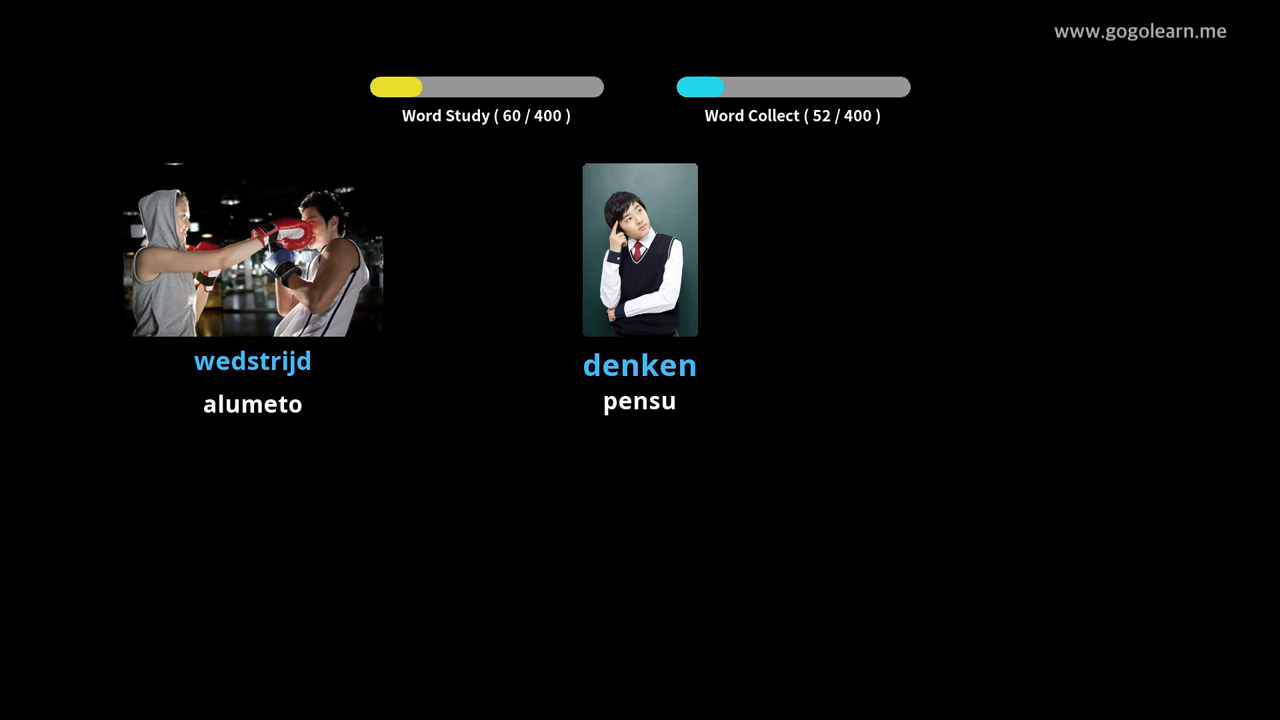 www.gogolearn.me
Word Study ( 60 / 400 )
Word Collect ( 52 / 400 )
wedstrijd
alumeto
denken
pensu